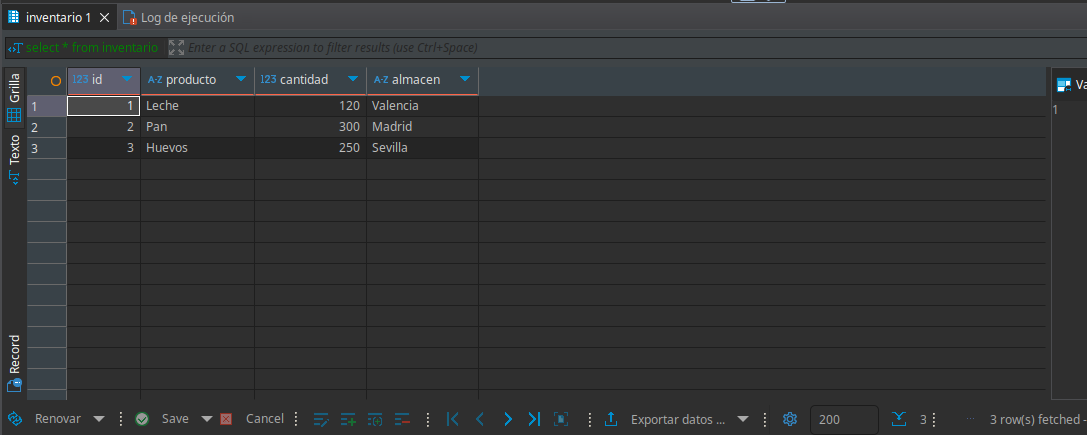 inventario 1 Log de ejecución
select * from inventario Enter a SQL expression to filter results (use Ctrl+Space)
Grilla
Texto
Record
123 id A-Z producto 123 cantidad A-Z almacen
1 1 Leche 120 Valencia
2 2 Pan 300 Madrid
3 3 Huevos 250 Sevilla
1
Renovar Save Cancel Exportar datos ... 200 3 ... 3 row(s) fetched -